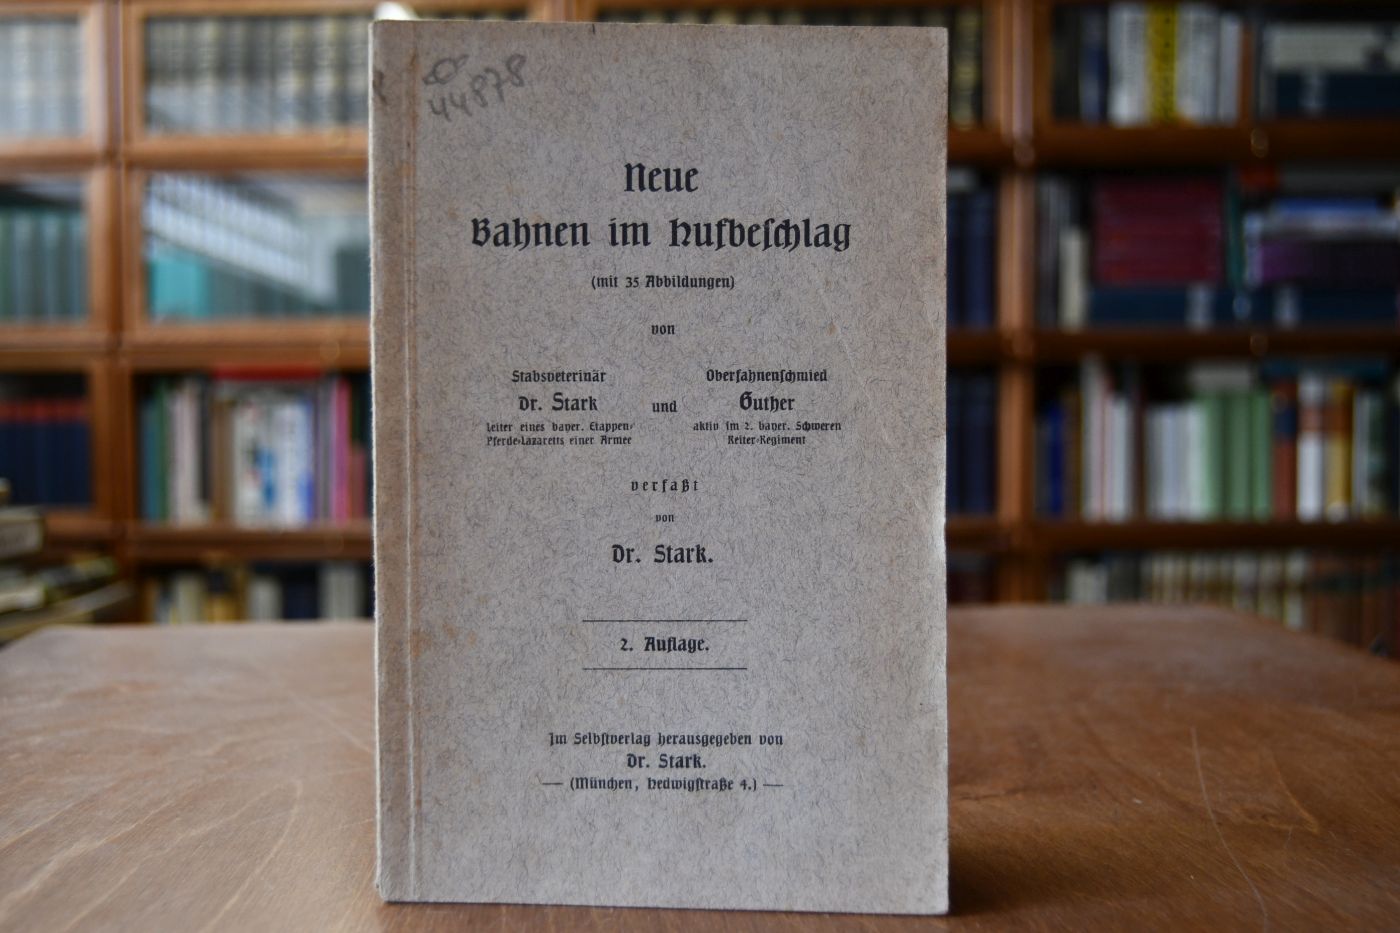 44878
Neue
Bahnen im Hufbeſchlag
(mit 35 Abbildungen)
von
Stabsveterinär
Dr. Stark
Leiter eines bayer. Etappen-
Pferde-Lazaretts einer Armee
und
Oberfahnenſchmied
Guther
aktiv im 2. bayer. Schweren
Reiter-Regiment
verfaßt
von
Dr. Stark.
2. Auflage.
Im Selbſtverlag herausgegeben von
Dr. Stark.
— (München, Hedwigſtraße 4.) —